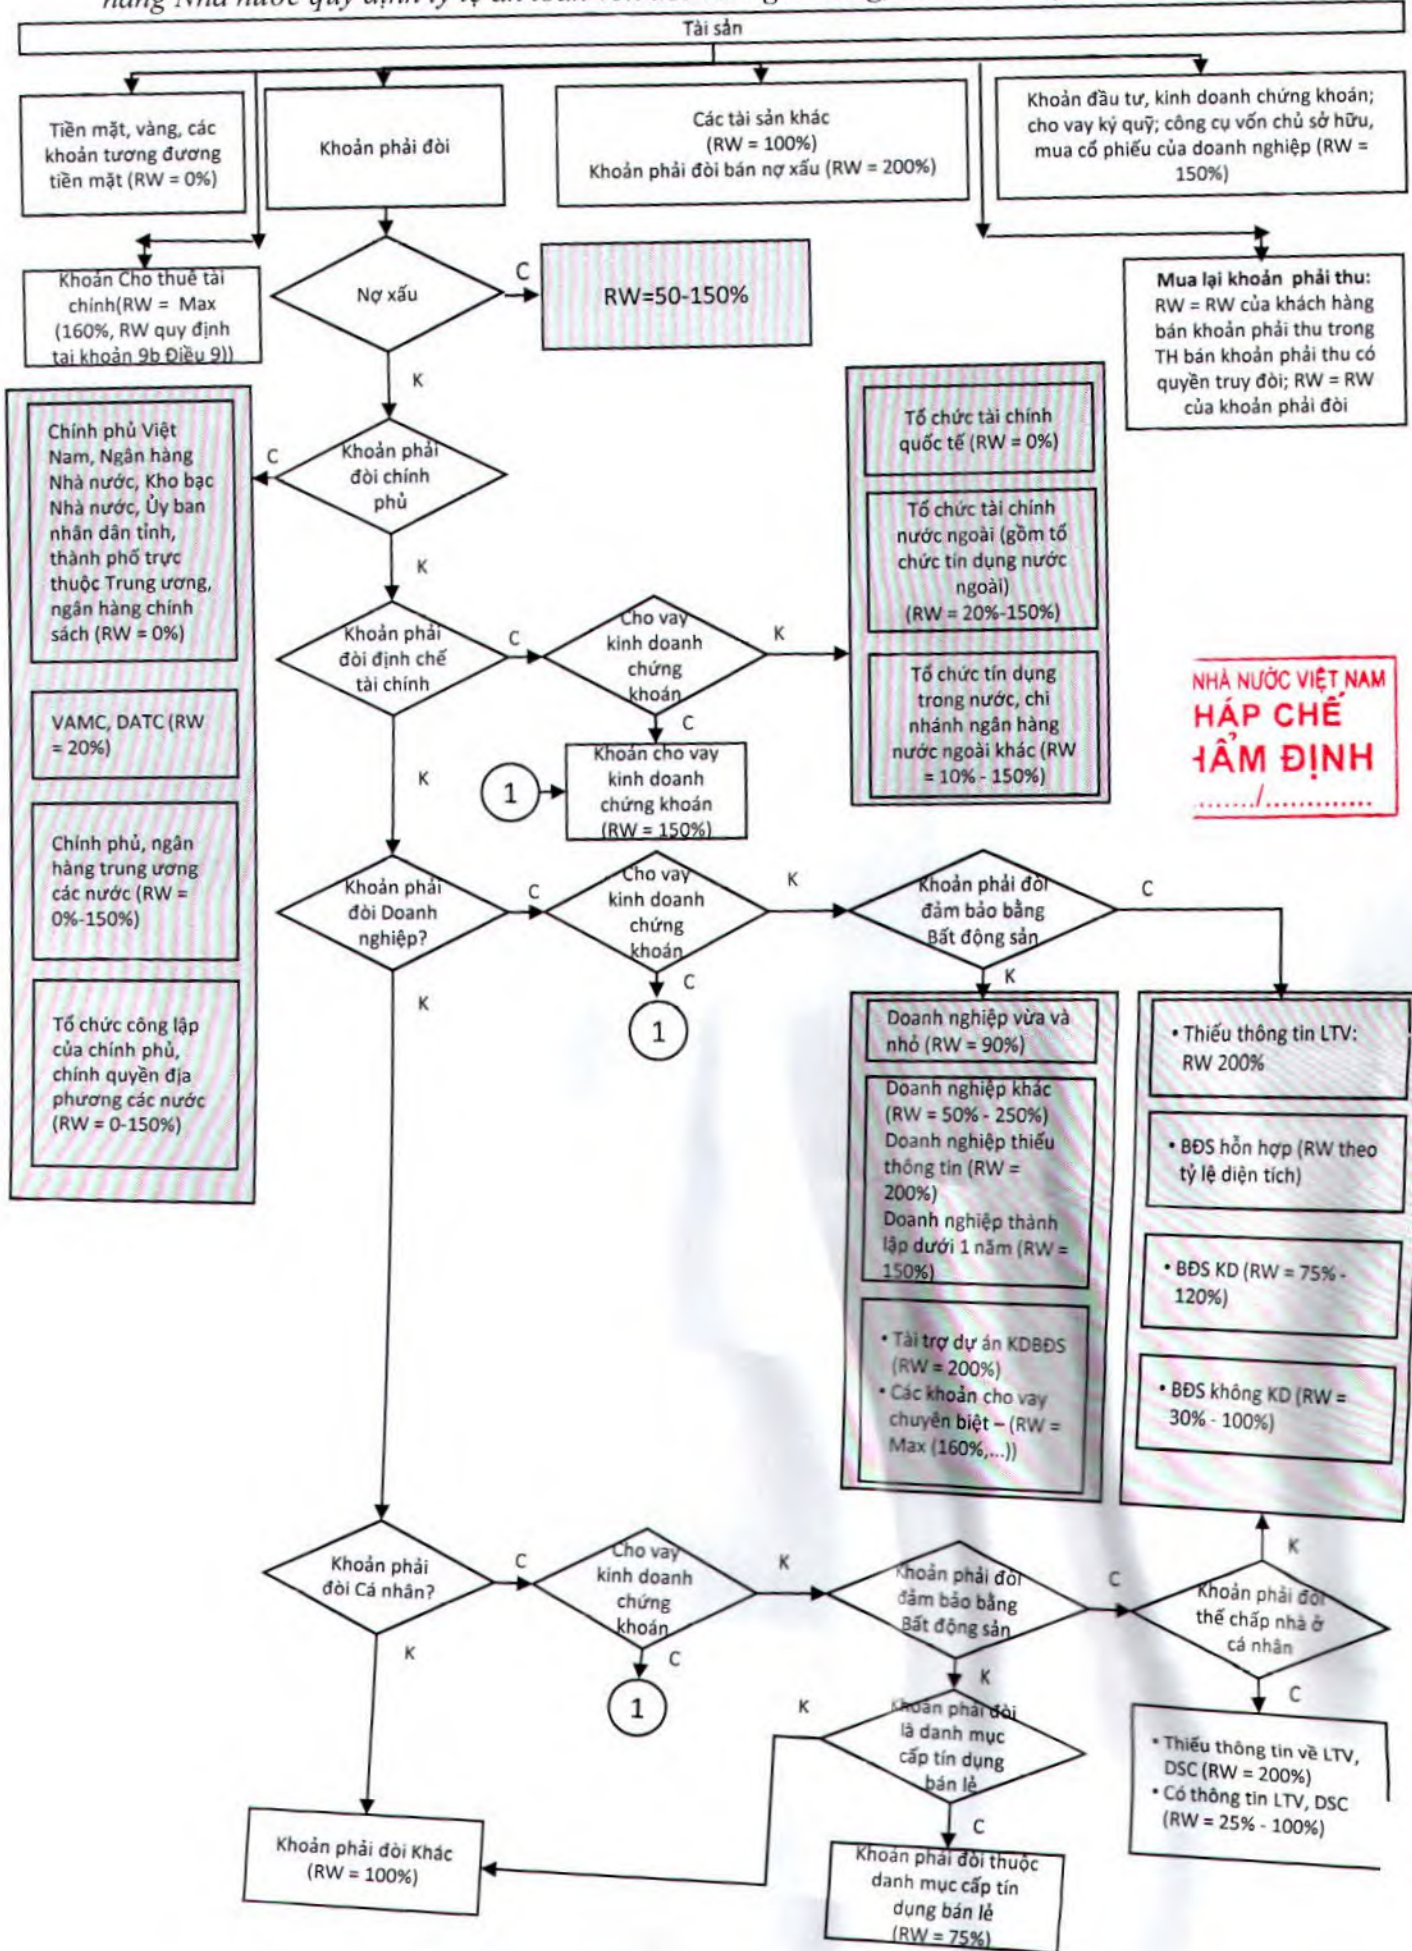 hàng Nhà nước quy định tỷ lệ an toàn vốn đối với ngân hàng
Tài sản
Tiền mặt, vàng, các
khoản tương đương
tiền mặt (RW = 0%)
Khoản phải đòi
Các tài sản khác
(RW = 100%)
Khoản phải đòi bán nợ xấu (RW = 200%)
Khoản đầu tư, kinh doanh chứng khoán;
cho vay ký quỹ; công cụ vốn chủ sở hữu,
mua cổ phiếu của doanh nghiệp (RW =
150%)
Khoản Cho thuê tài
chính(RW = Max
(160%, RW quy định
tại khoản 9b Điều 9))
Nợ xấu
C
RW=50-150%
Mua lại khoản phải thu:
RW = RW của khách hàng
bán khoản phải thu trong
TH bán khoản phải thu có
quyền truy đòi; RW = RW
của khoản phải đòi
K
Chính phủ Việt
Nam, Ngân hàng
Nhà nước, Kho bạc
Nhà nước, Ủy ban
nhân dân tỉnh,
thành phố trực
thuộc Trung ương,
ngân hàng chính
sách (RW = 0%)
VAMC, DATC (RW
= 20%)
Chính phủ, ngân
hàng trung ương
các nước (RW =
0%-150%)
Tổ chức công lập
của chính phủ,
chính quyền địa
phương các nước
(RW = 0-150%)
C
Khoản phải
đòi chính
phủ
K
Khoản phải
đòi định chế
tài chính
C
Cho vay
kinh doanh
chứng
khoán
K
Tổ chức tài chính
quốc tế (RW = 0%)
Tổ chức tài chính
nước ngoài (gồm tổ
chức tín dụng nước
ngoài)
(RW = 20%-150%)
Tổ chức tín dụng
trong nước, chi
nhánh ngân hàng
nước ngoài khác (RW
= 10% - 150%)
NHÀ NƯỚC VIỆT NAM
HÁP CHẾ
HẨM ĐỊNH
......./.............
C
K
1
Khoản cho vay
kinh doanh
chứng khoán
(RW = 150%)
Khoản phải
đòi Doanh
nghiệp?
C
Cho vay
kinh doanh
chứng
khoán
K
Khoản phải đòi
đảm bảo bằng
Bất động sản
C
C
K
K
1
Doanh nghiệp vừa và
nhỏ (RW = 90%)
Doanh nghiệp khác
(RW = 50% - 250%)
Doanh nghiệp thiếu
thông tin (RW =
200%)
Doanh nghiệp thành
lập dưới 1 năm (RW =
150%)
• Tài trợ dự án KDBĐS
(RW = 200%)
• Các khoản cho vay
chuyên biệt – (RW =
Max (160%,...))
• Thiếu thông tin LTV:
RW 200%
• BĐS hỗn hợp (RW theo
tỷ lệ diện tích)
• BĐS KD (RW = 75% -
120%)
• BĐS không KD (RW =
30% - 100%)
Khoản phải
đòi Cá nhân?
C
Cho vay
kinh doanh
chứng
khoán
K
Khoản phải đòi
đảm bảo bằng
Bất động sản
C
K
Khoản phải đòi
thế chấp nhà ở
cá nhân
K
C
1
K
C
K
Khoản phải đòi
là danh mục
cấp tín dụng
bán lẻ
• Thiếu thông tin về LTV,
DSC (RW = 200%)
• Có thông tin LTV, DSC
(RW = 25% - 100%)
C
Khoản phải đòi Khác
(RW = 100%)
Khoản phải đòi thuộc
danh mục cấp tín
dụng bán lẻ
(RW = 75%)